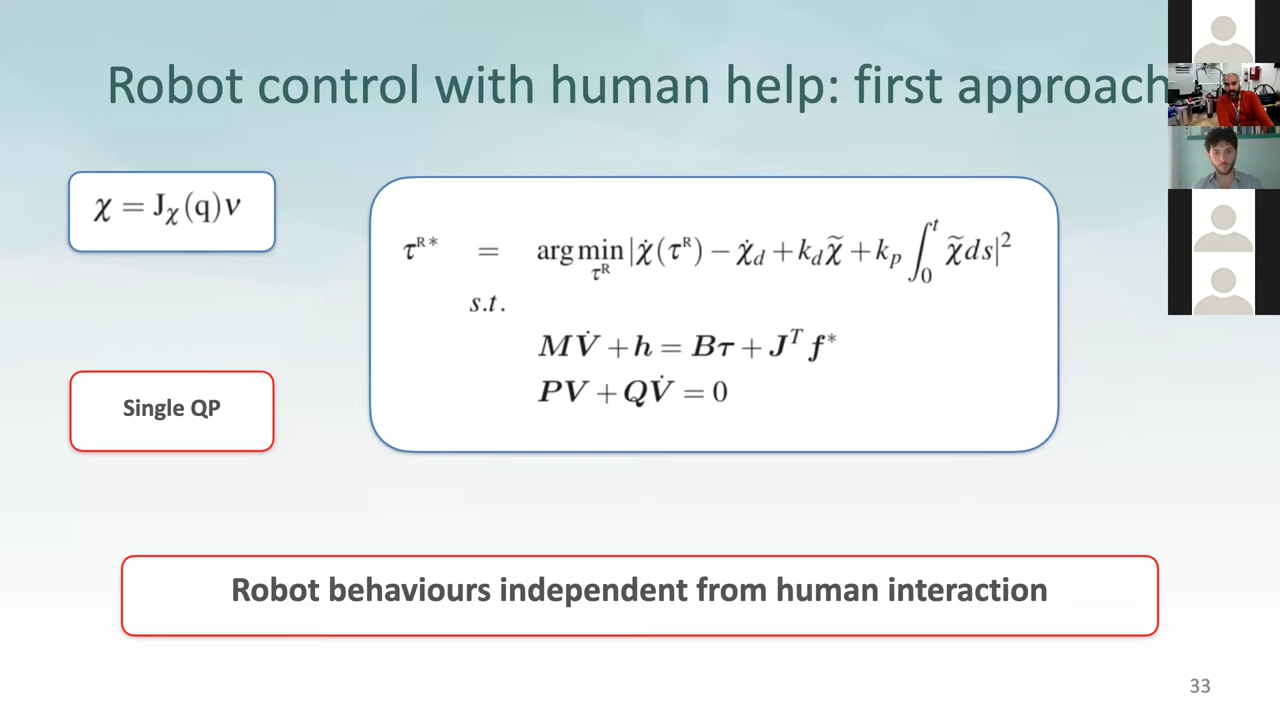 Robot control with human help: first approach
χ = J_χ(q)ν
τ^{R*} = arg min_{τ^R} |χ̇(τ^R) − χ̇_d + k_d χ̃ + k_p ∫_0^t χ̃ ds|^2
s.t.
MV̇ + h = Bτ + J^T f^*
PV + QV̇ = 0
Single QP
Robot behaviours independent from human interaction
33